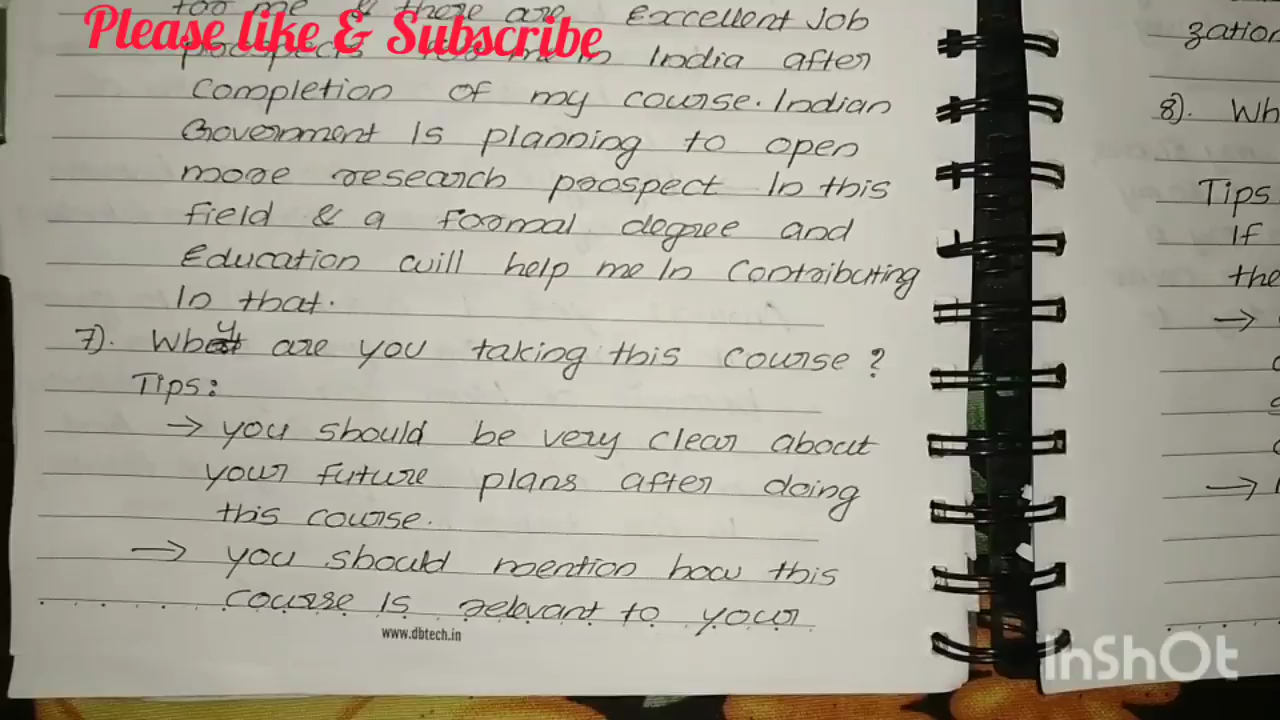 for me & there are Excellent Job
Please like & Subscribe
prospects for me in India after
Completion of my course. Indian
Government Is planning to open
more research prospect In this
field & a formal degree and
Education will help me In Contributing
In that.
7). Why are you taking this course?
Tips:
→ you should be very clear about
your future plans after doing
this course.
→ you should mention how this
course Is relevant to your
www.dbtech.in
zation
8). Wh
Tips
If
the
→
→
InShOt